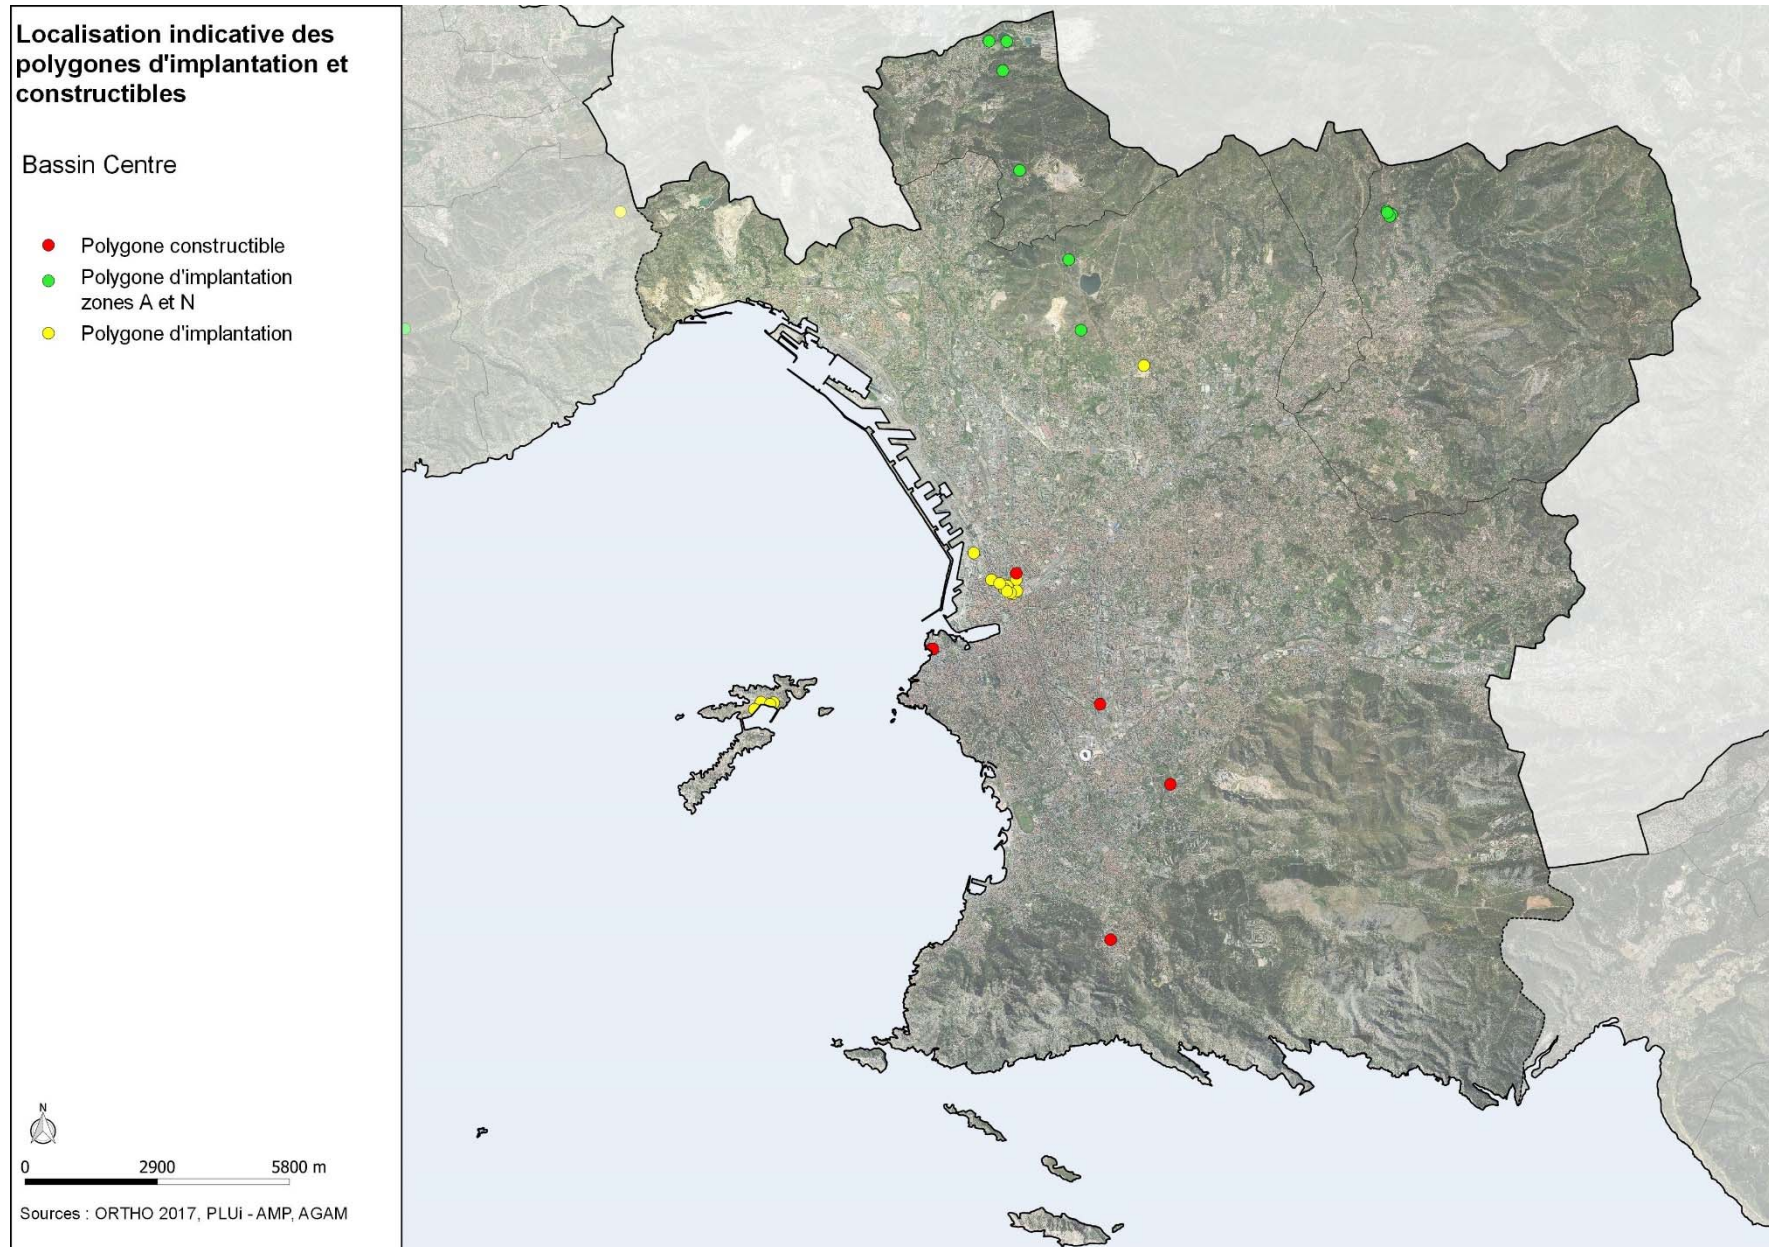 Localisation indicative des
polygones d'implantation et
constructibles
Bassin Centre
Polygone constructible
Polygone d'implantation
zones A et N
Polygone d'implantation
N
0 2900 5800 m
Sources : ORTHO 2017, PLUi - AMP, AGAM